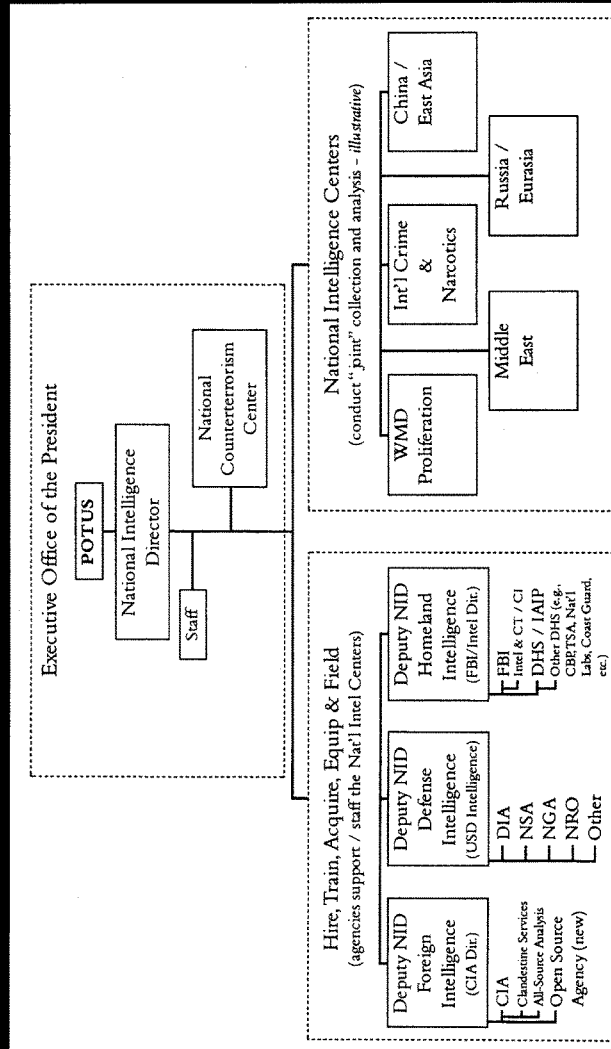 Executive Office of the President
POTUS
National Intelligence
Director
Staff
National
Counterterrorism
Center
Hire, Train, Acquire, Equip & Field
(agencies support / staff the Nat'l Intel Centers)
Deputy NID
Foreign
Intelligence
(CIA Dir.)
CIA
Clandestine Services
All-Source Analysis
Open Source
Agency (new)
Deputy NID
Defense
Intelligence
(USD Intelligence)
DIA
NSA
NGA
NRO
Other
Deputy NID
Homeland
Intelligence
(FBI/Intel Dir.)
FBI
Intel & CT / CI
DHS / IAIP
Other DHS (e.g.,
CBP, TSA, Nat'l
Labs, Coast Guard,
etc.)
National Intelligence Centers
(conduct "joint" collection and analysis – illustrative)
WMD
Proliferation
Int'l Crime
&
Narcotics
China /
East Asia
Middle
East
Russia /
Eurasia